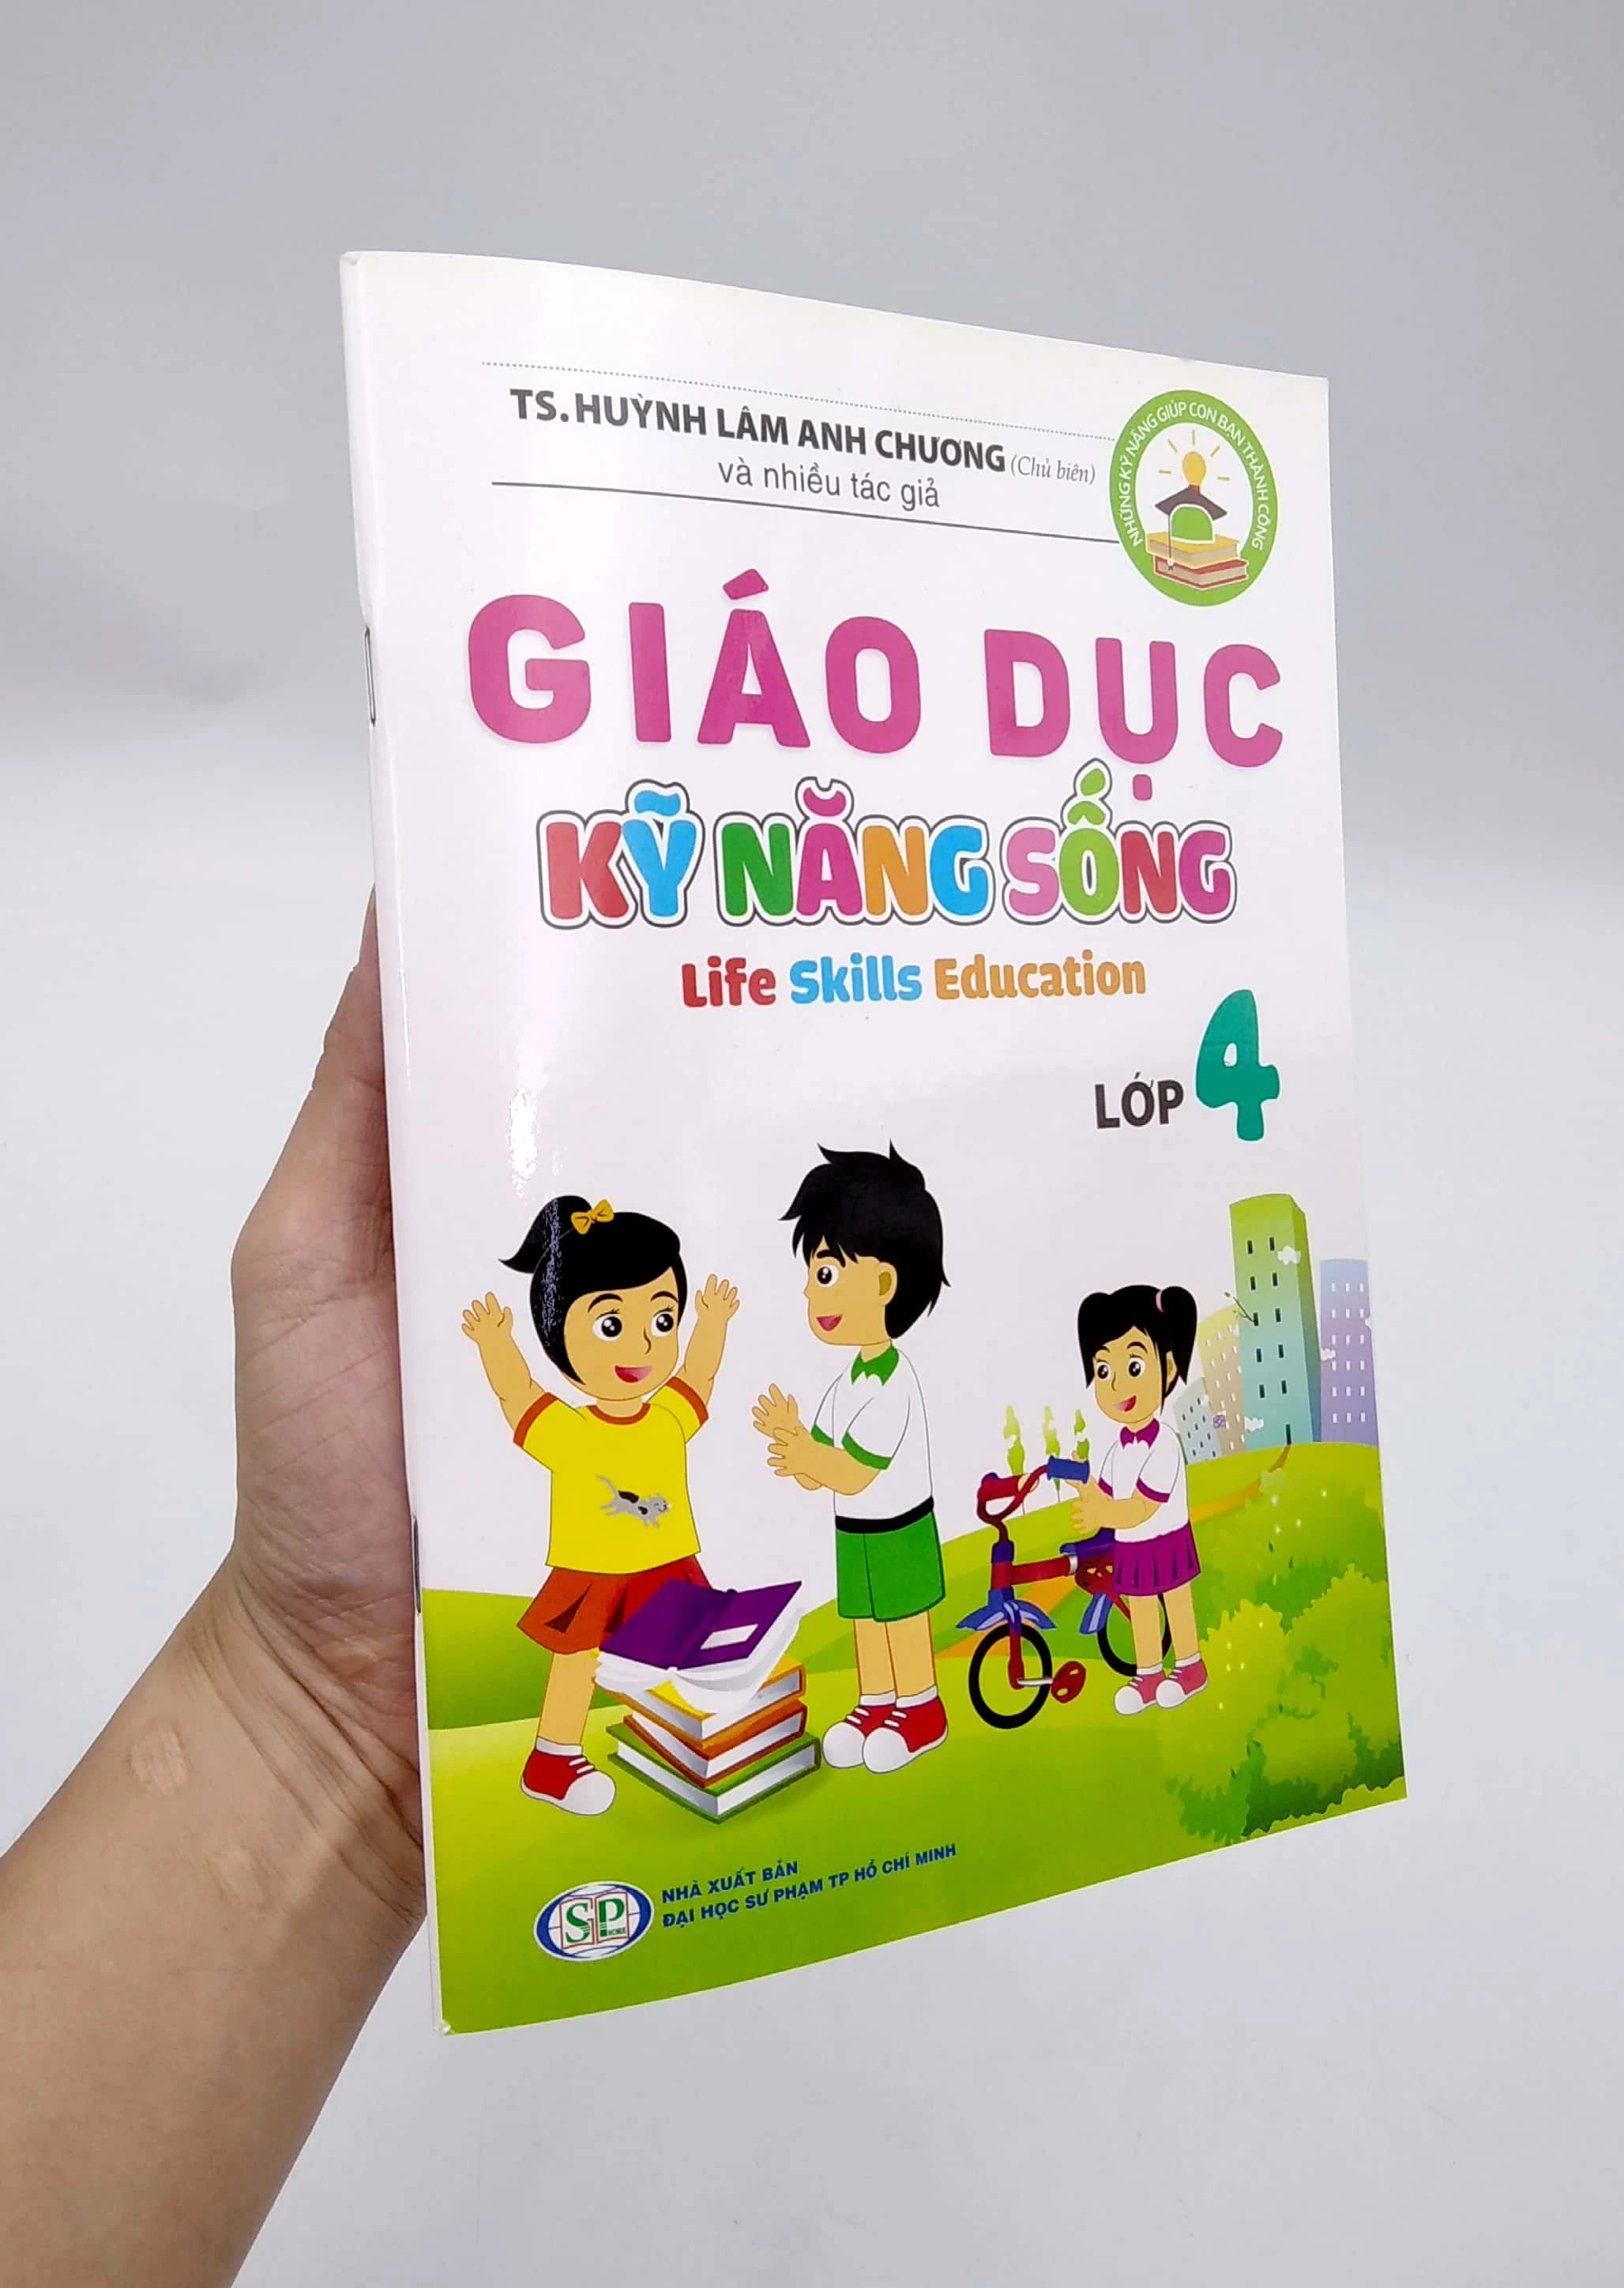 TS. HUỲNH LÂM ANH CHƯƠNG (Chủ biên)
và nhiều tác giả
NHỮNG KỸ NĂNG GIÚP CON BẠN THÀNH CÔNG
GIÁO DỤC
KỸ NĂNG SỐNG
Life Skills Education
LỚP 4
NHÀ XUẤT BẢN
ĐẠI HỌC SƯ PHẠM TP HỒ CHÍ MINH
SP